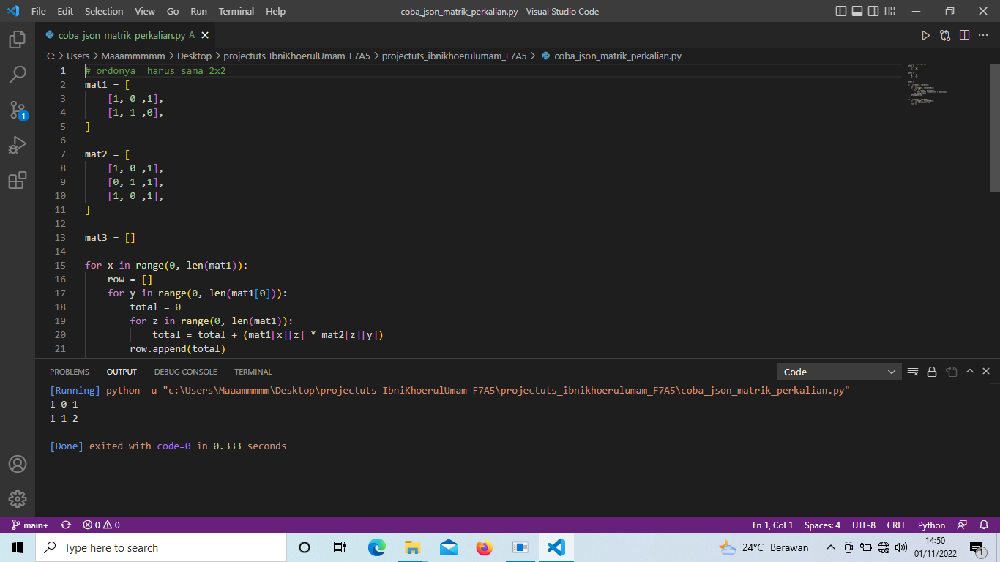 File Edit Selection View Go Run Terminal Help coba_json_matrik_perkalian.py - Visual Studio Code
coba_json_matrik_perkalian.py A
C: > Users > Maaammmmm > Desktop > projectuts-IbniKhoerulUmam-F7A5 > projectuts_ibnikhoerulumam_F7A5 > coba_json_matrik_perkalian.py
1 # ordonya  harus sama 2x2
2 mat1 = [
3     [1, 0 ,1],
4     [1, 1 ,0],
5 ]
6
7 mat2 = [
8     [1, 0 ,1],
9     [0, 1 ,1],
10     [1, 0 ,1],
11 ]
12
13 mat3 = []
14
15 for x in range(0, len(mat1)):
16     row = []
17     for y in range(0, len(mat1[0])):
18         total = 0
19         for z in range(0, len(mat1)):
20             total = total + (mat1[x][z] * mat2[z][y])
21         row.append(total)
1
PROBLEMS OUTPUT DEBUG CONSOLE TERMINAL Code
[Running] python -u "c:\Users\Maaammmmm\Desktop\projectuts-IbniKhoerulUmam-F7A5\projectuts_ibnikhoerulumam_F7A5\coba_json_matrik_perkalian.py"
1 0 1
1 1 2
[Done] exited with code=0 in 0.333 seconds
main+ 0 0 Ln 1, Col 1 Spaces: 4 UTF-8 CRLF Python
Type here to search 24°C Berawan 14:50
01/11/2022 1